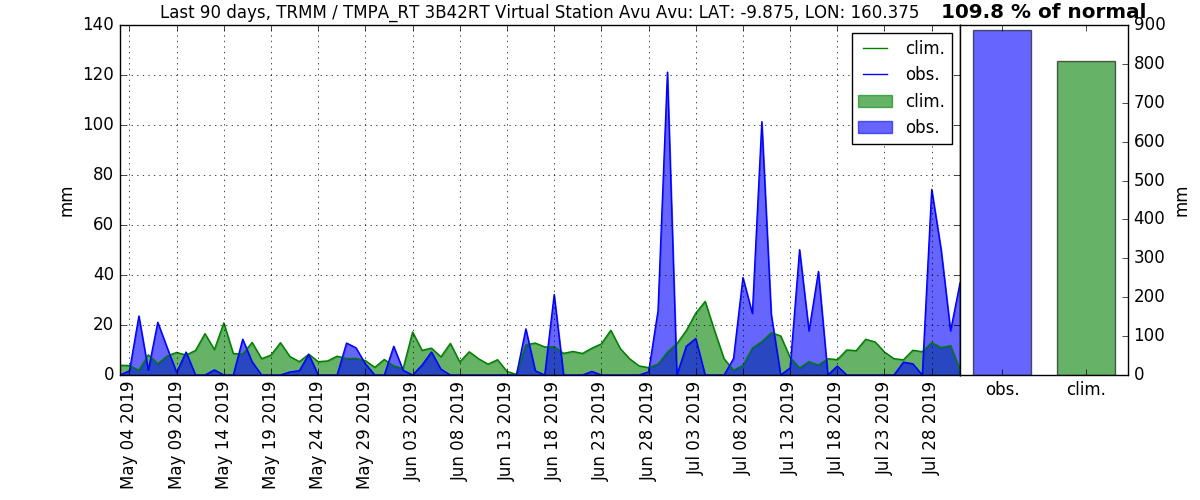 Last 90 days, TRMM / TMPA_RT 3B42RT Virtual Station Avu Avu: LAT: -9.875, LON: 160.375
109.8 % of normal
mm
140
120
100
80
60
40
20
0
clim.
obs.
clim.
obs.
May 04 2019
May 09 2019
May 14 2019
May 19 2019
May 24 2019
May 29 2019
Jun 03 2019
Jun 08 2019
Jun 13 2019
Jun 18 2019
Jun 23 2019
Jun 28 2019
Jul 03 2019
Jul 08 2019
Jul 13 2019
Jul 18 2019
Jul 23 2019
Jul 28 2019
900
800
700
600
500
400
300
200
100
0
mm
obs.
clim.